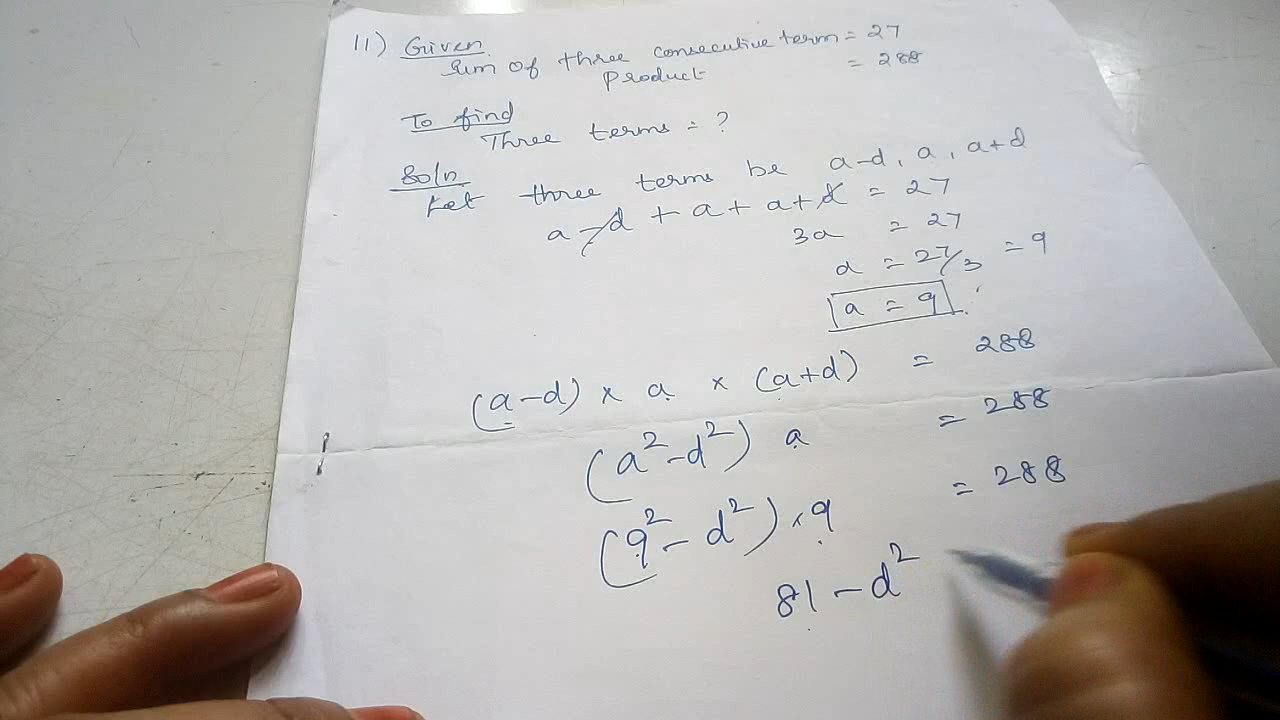 11) Given
Sum of three consecutive term = 27
Product = 288
To find
Three terms = ?
Soln
Let three terms be a-d, a, a+d
a-d + a + a+d = 27
3a = 27
a = 27/3 = 9
a = 9
(a-d) × a × (a+d) = 288
(a²-d²) a = 288
(9²-d²) × 9 = 288
81-d²